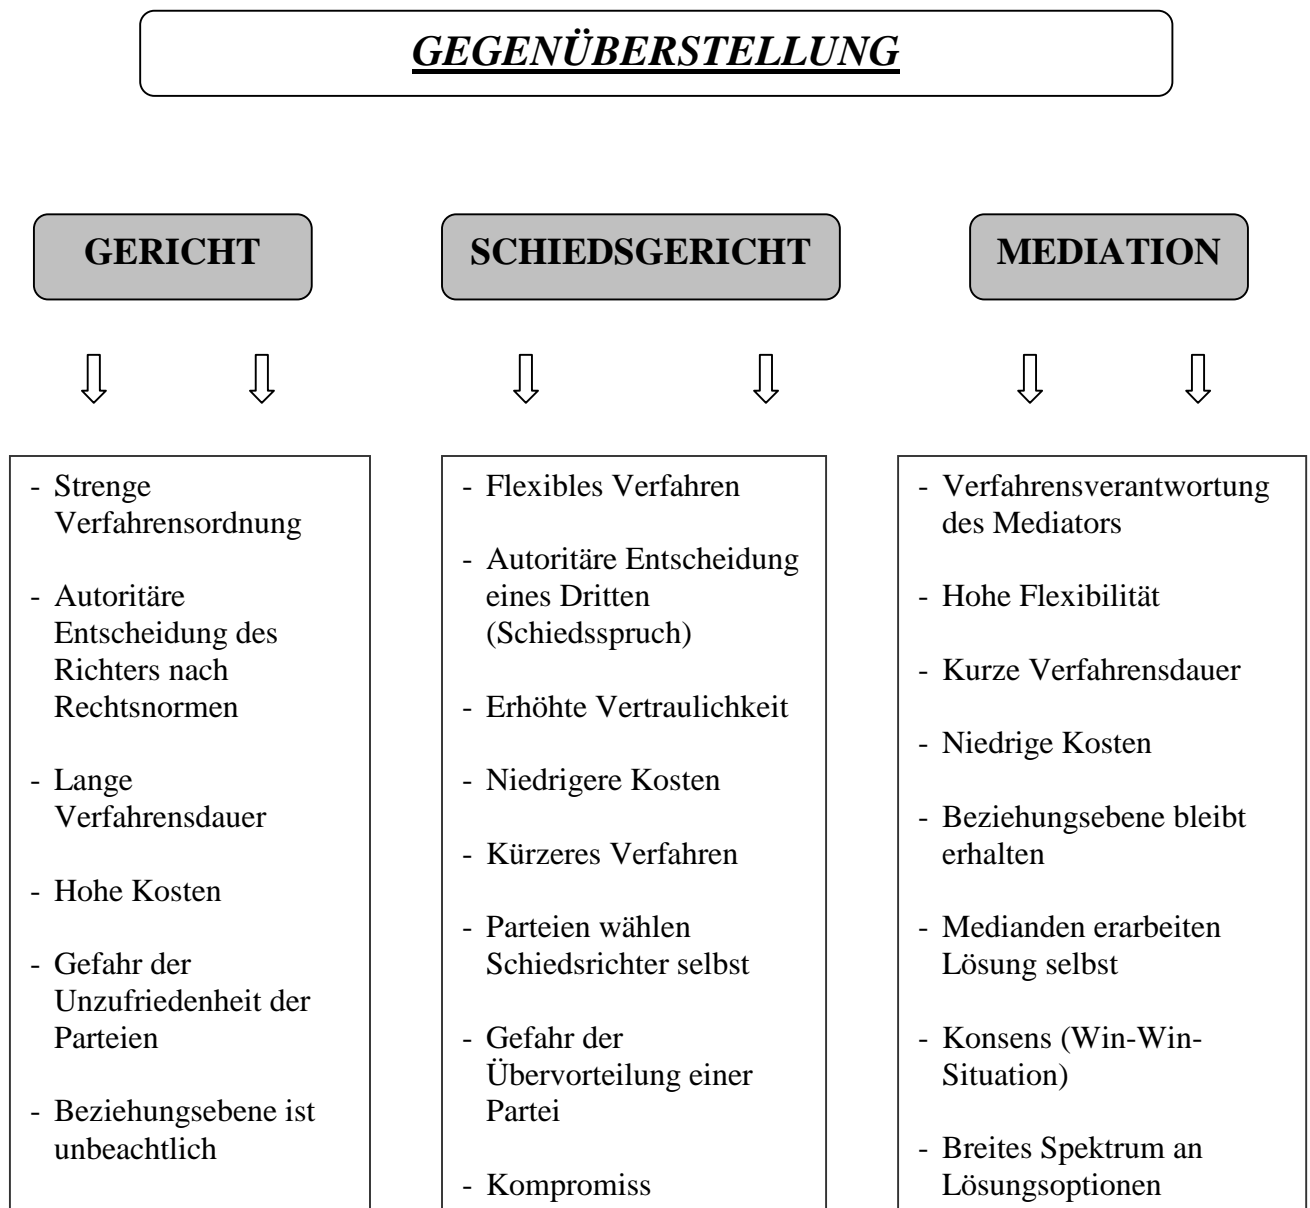 GEGENÜBERSTELLUNG
GERICHT
SCHIEDSGERICHT
MEDIATION
- Strenge
Verfahrensordnung
- Autoritäre
Entscheidung des
Richters nach
Rechtsnormen
- Lange
Verfahrensdauer
- Hohe Kosten
- Gefahr der
Unzufriedenheit der
Parteien
- Beziehungsebene ist
unbeachtlich
- Flexibles Verfahren
- Autoritäre Entscheidung
eines Dritten
(Schiedsspruch)
- Erhöhte Vertraulichkeit
- Niedrigere Kosten
- Kürzeres Verfahren
- Parteien wählen
Schiedsrichter selbst
- Gefahr der
Übervorteilung einer
Partei
- Kompromiss
- Verfahrensverantwortung
des Mediators
- Hohe Flexibilität
- Kurze Verfahrensdauer
- Niedrige Kosten
- Beziehungsebene bleibt
erhalten
- Medianden erarbeiten
Lösung selbst
- Konsens (Win-Win-
Situation)
- Breites Spektrum an
Lösungsoptionen